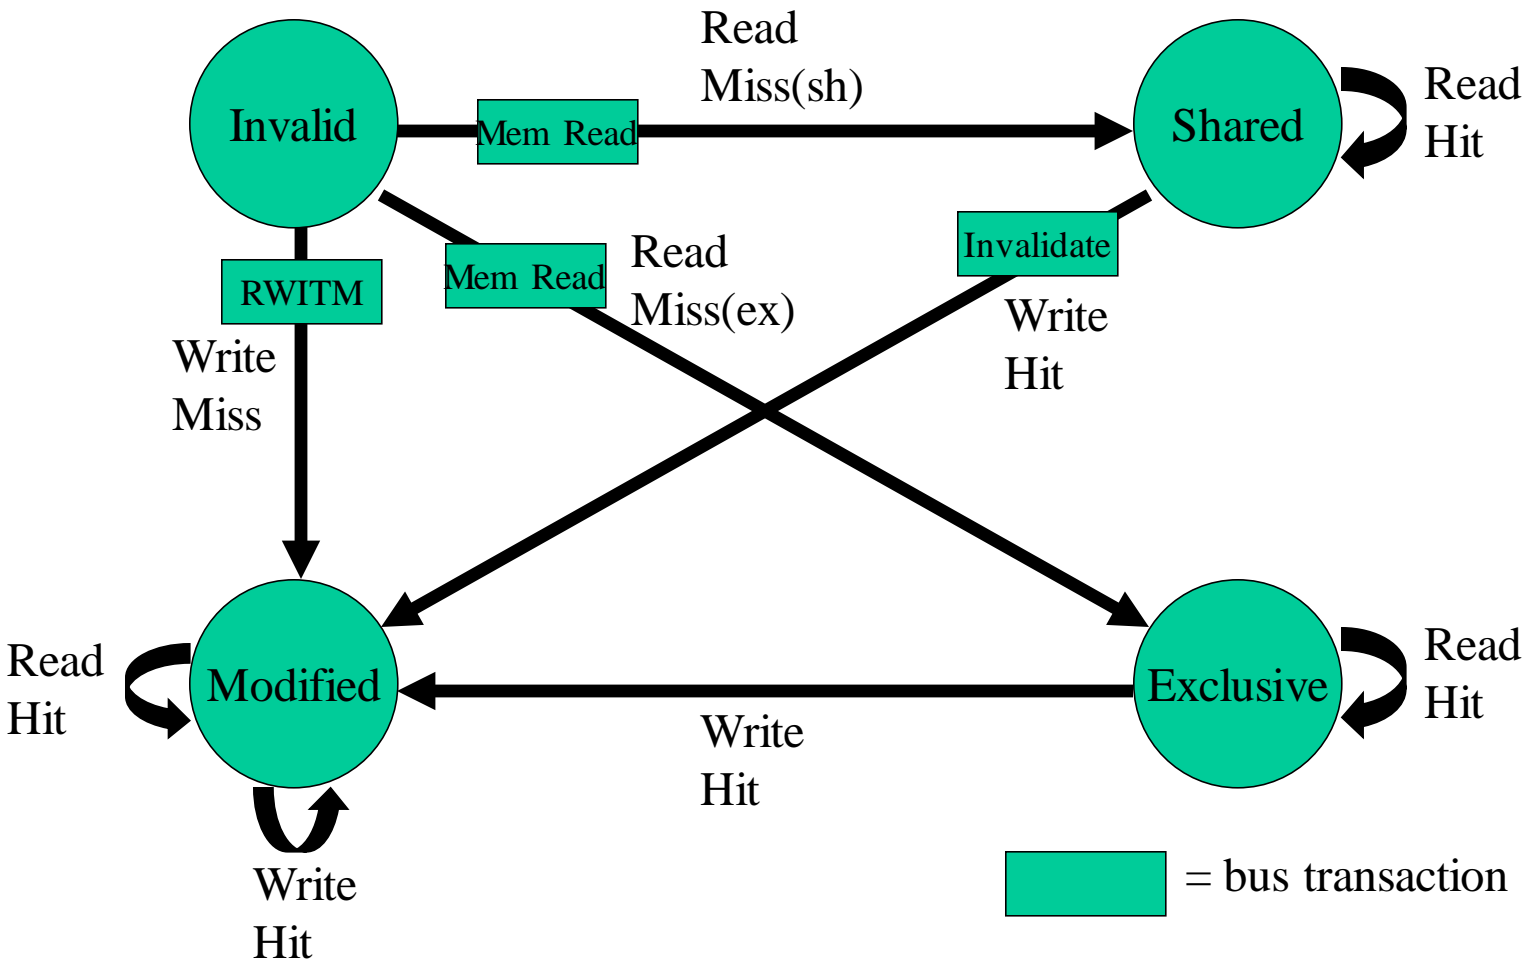 Read
Miss(sh)
Invalid
Mem Read
Shared
Read
Hit
RWITM
Mem Read
Read
Miss(ex)
Invalidate
Write
Hit
Write
Miss
Read
Hit
Modified
Exclusive
Read
Hit
Write
Hit
Write
Hit
= bus transaction